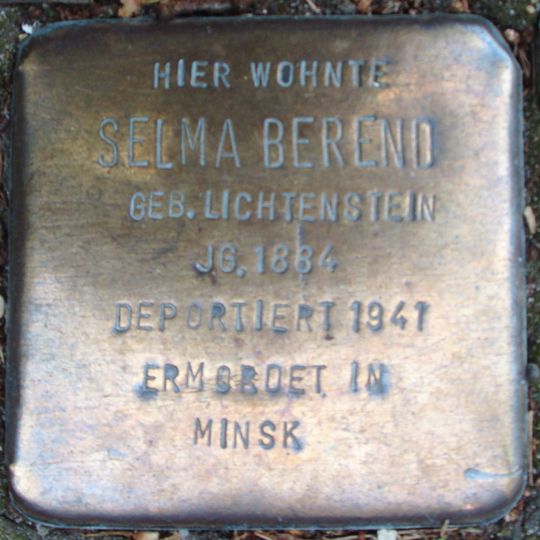 HIER WOHNTE
SELMA BEREND
GEB. LICHTENSTEIN
JG. 1884
DEPORTIERT 1941
ERMORDET IN
MINSK